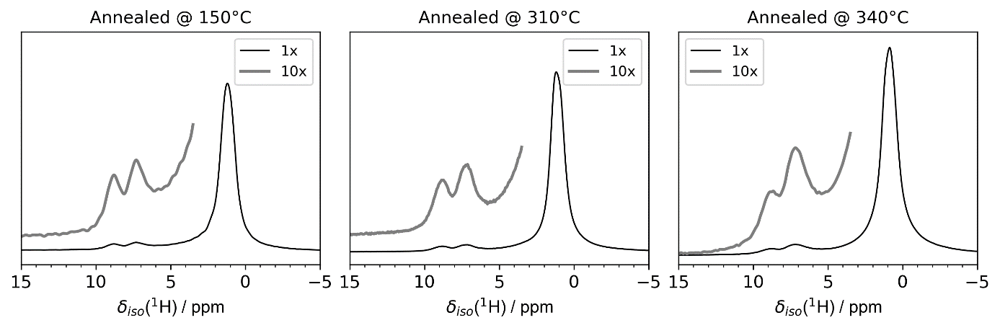 Annealed @ 150°C
1x
10x
15 10 5 0 −5
δiso(¹H) / ppm
Annealed @ 310°C
1x
10x
15 10 5 0 −5
δiso(¹H) / ppm
Annealed @ 340°C
1x
10x
15 10 5 0 −5
δiso(¹H) / ppm